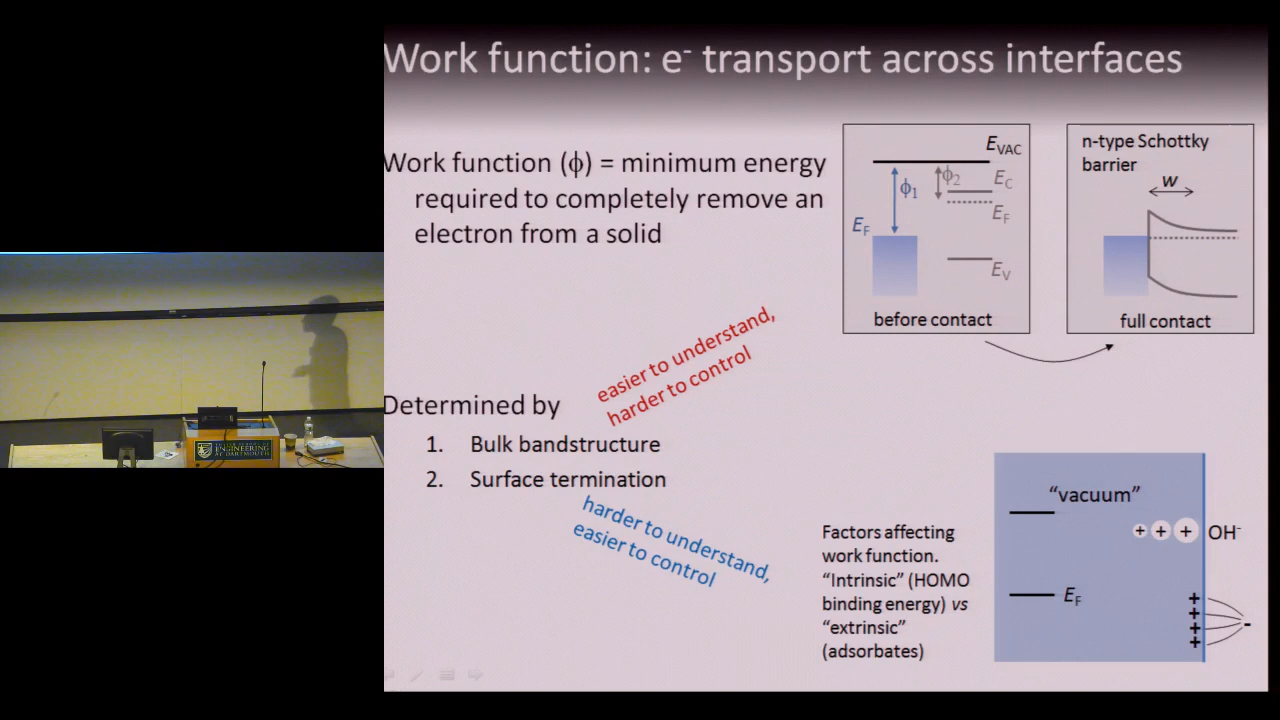 Work function: e⁻ transport across interfaces
Work function (ϕ) = minimum energy
required to completely remove an
electron from a solid
E_VAC
ϕ₁
ϕ₂
E_C
E_F
E_F
E_V
before contact
n-type Schottky
barrier
w
full contact
easier to understand,
harder to control
Determined by
1. Bulk bandstructure
2. Surface termination
harder to understand,
easier to control
Factors affecting
work function.
“Intrinsic” (HOMO
binding energy) vs
“extrinsic”
(adsorbates)
“vacuum”
+ + + OH⁻
E_F
+
+
+
+
-
ENGINEERING
AT DARTMOUTH